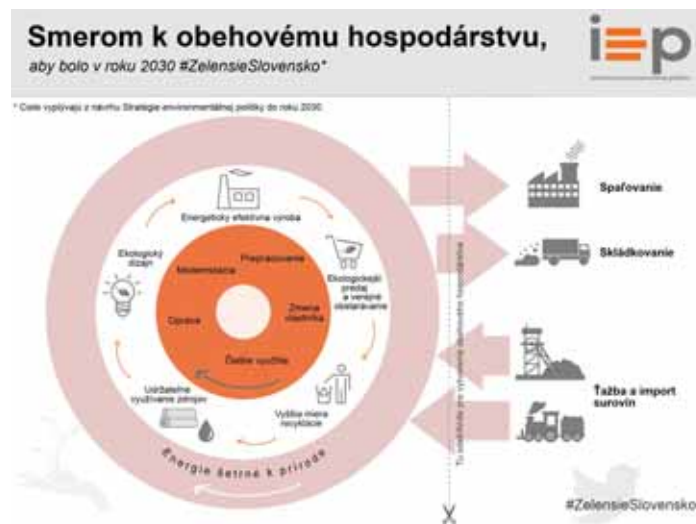 Smerom k obehovému hospodárstvu,
aby bolo v roku 2030 #ZelensieSlovensko*
iep
* Ciele vyplývajú z návrhu Stratégie environmentálnej politiky do roku 2030
Energeticky efektívna výroba
Ekologický
dizajn
Prepracovanie
Modernizácia
Ekologickejší
predaj
a verejné
obstarávanie
Zmena
vlastníka
Oprava
Ďalšie využitie
Udržateľné
využívanie zdrojov
Vyššia miera
recyklácie
Energie šetrné k prírode
Spaľovanie
Skládkovanie
Ťažba a import
surovín
#ZelensieSlovensko